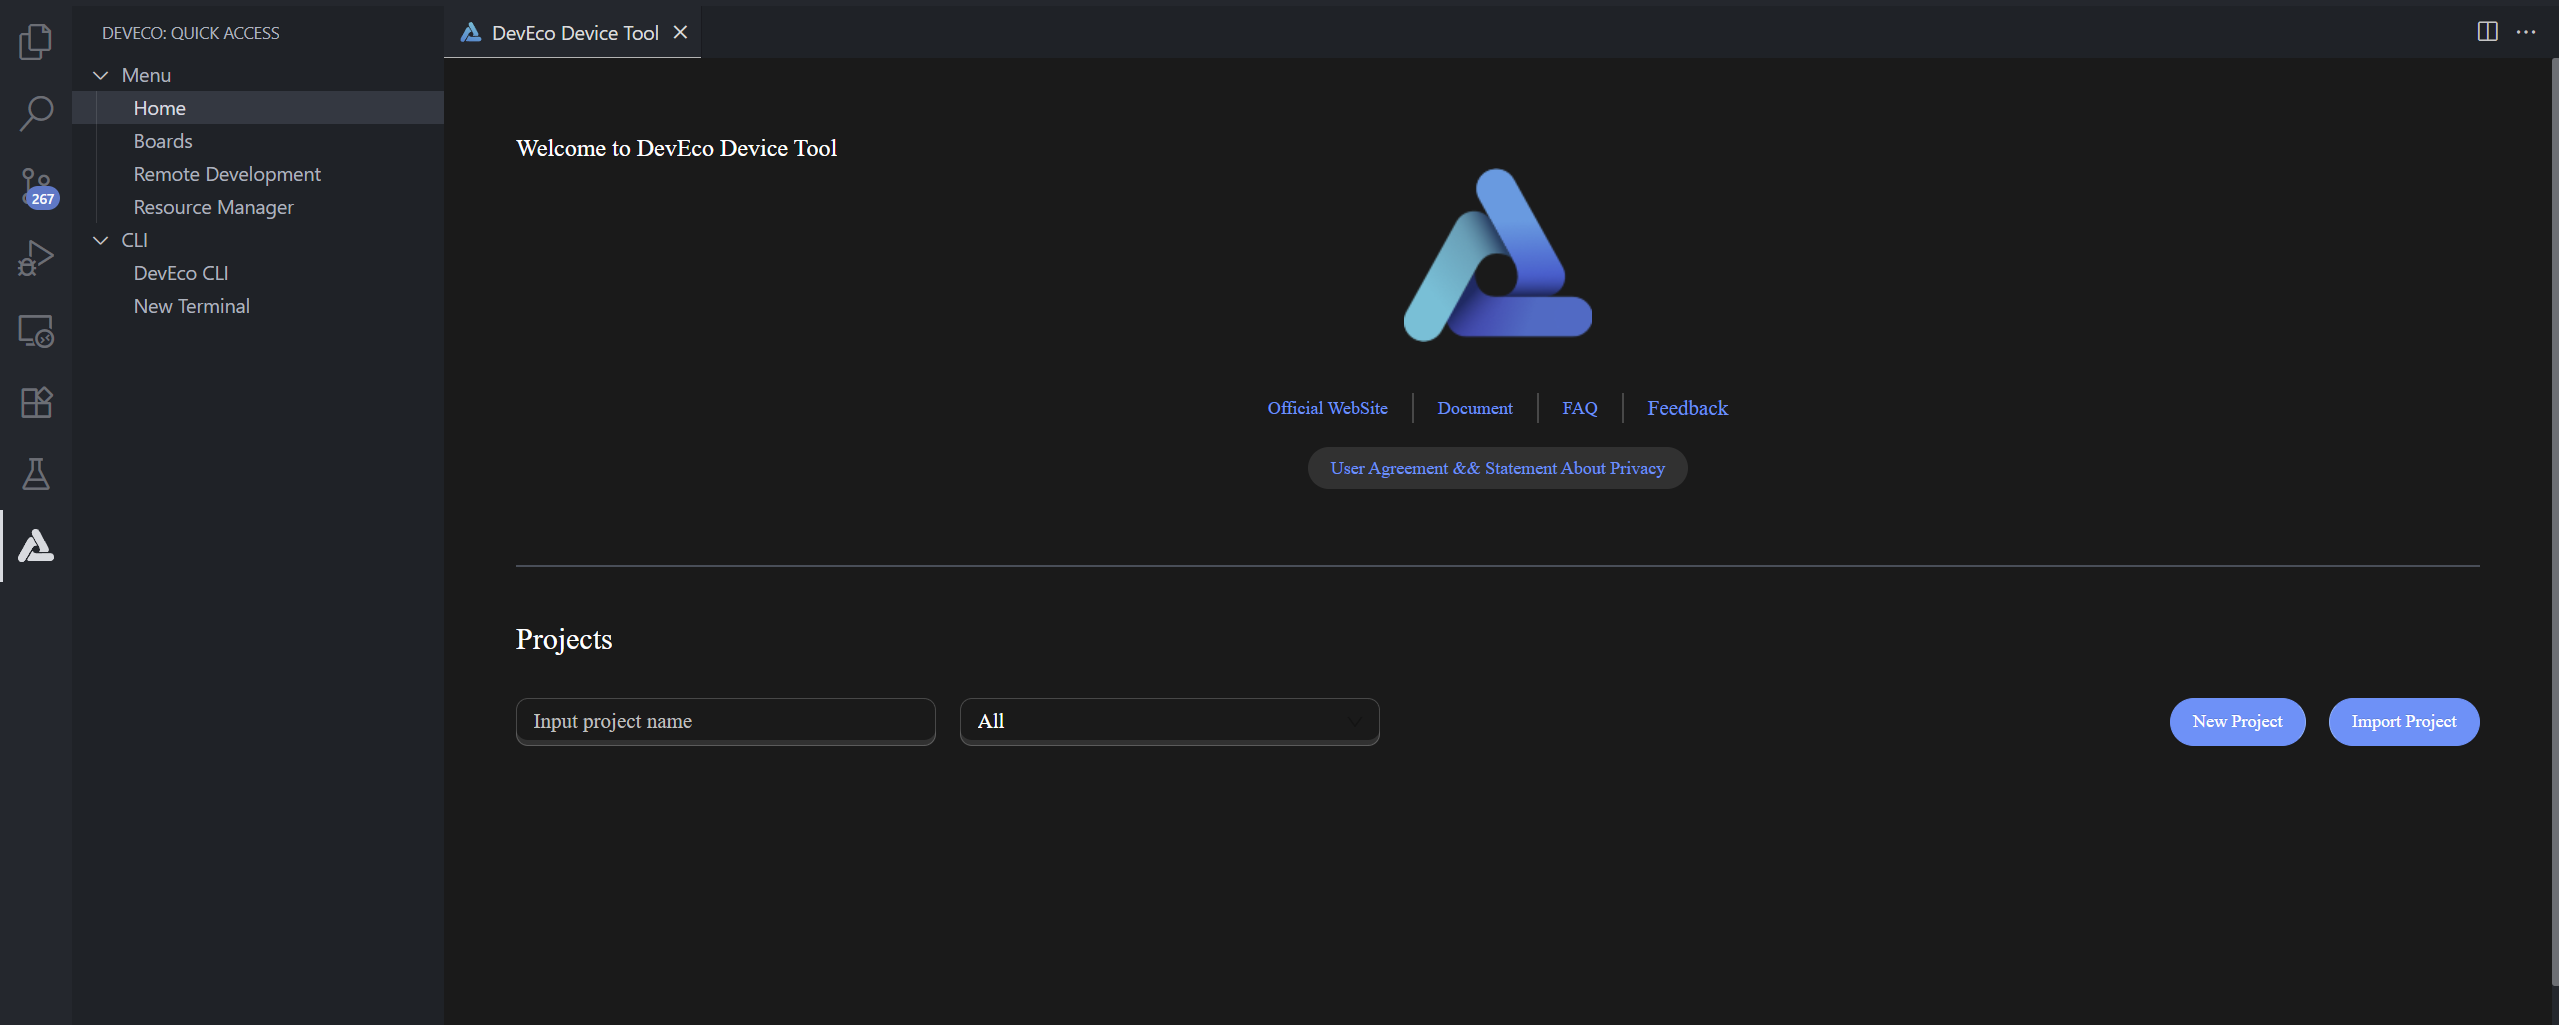 DEVECO: QUICK ACCESS
Menu
Home
Boards
Remote Development
Resource Manager
CLI
DevEco CLI
New Terminal
267
DevEco Device Tool
Welcome to DevEco Device Tool
Official WebSite
Document
FAQ
Feedback
User Agreement && Statement About Privacy
Projects
Input project name
All
New Project
Import Project